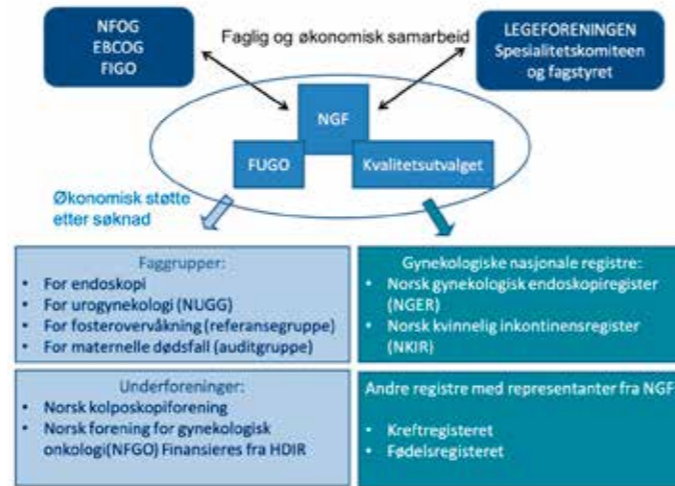 NFOG
EBCOG
FIGO
Faglig og økonomisk samarbeid
LEGEFORENINGEN
Spesialitetskomiteen
og fagstyret
NGF
FUGO
Kvalitetsutvalget
Økonomisk støtte
etter søknad
Faggrupper:
• For endoskopi
• For urogynekologi (NUGG)
• For fosterovervåkning (referansegruppe)
• For maternelle dødsfall (auditgruppe)
Gynekologiske nasjonale registre:
• Norsk gynekologisk endoskopiregister
(NGER)
• Norsk kvinnelig inkontinensregister
(NKIR)
Underforeninger:
• Norsk kolposkopiforening
• Norsk forening for gynekologisk
onkologi(NFGO) Finansieres fra HDIR
Andre registre med representanter fra NGF
• Kreftregisteret
• Fødelsregisteret